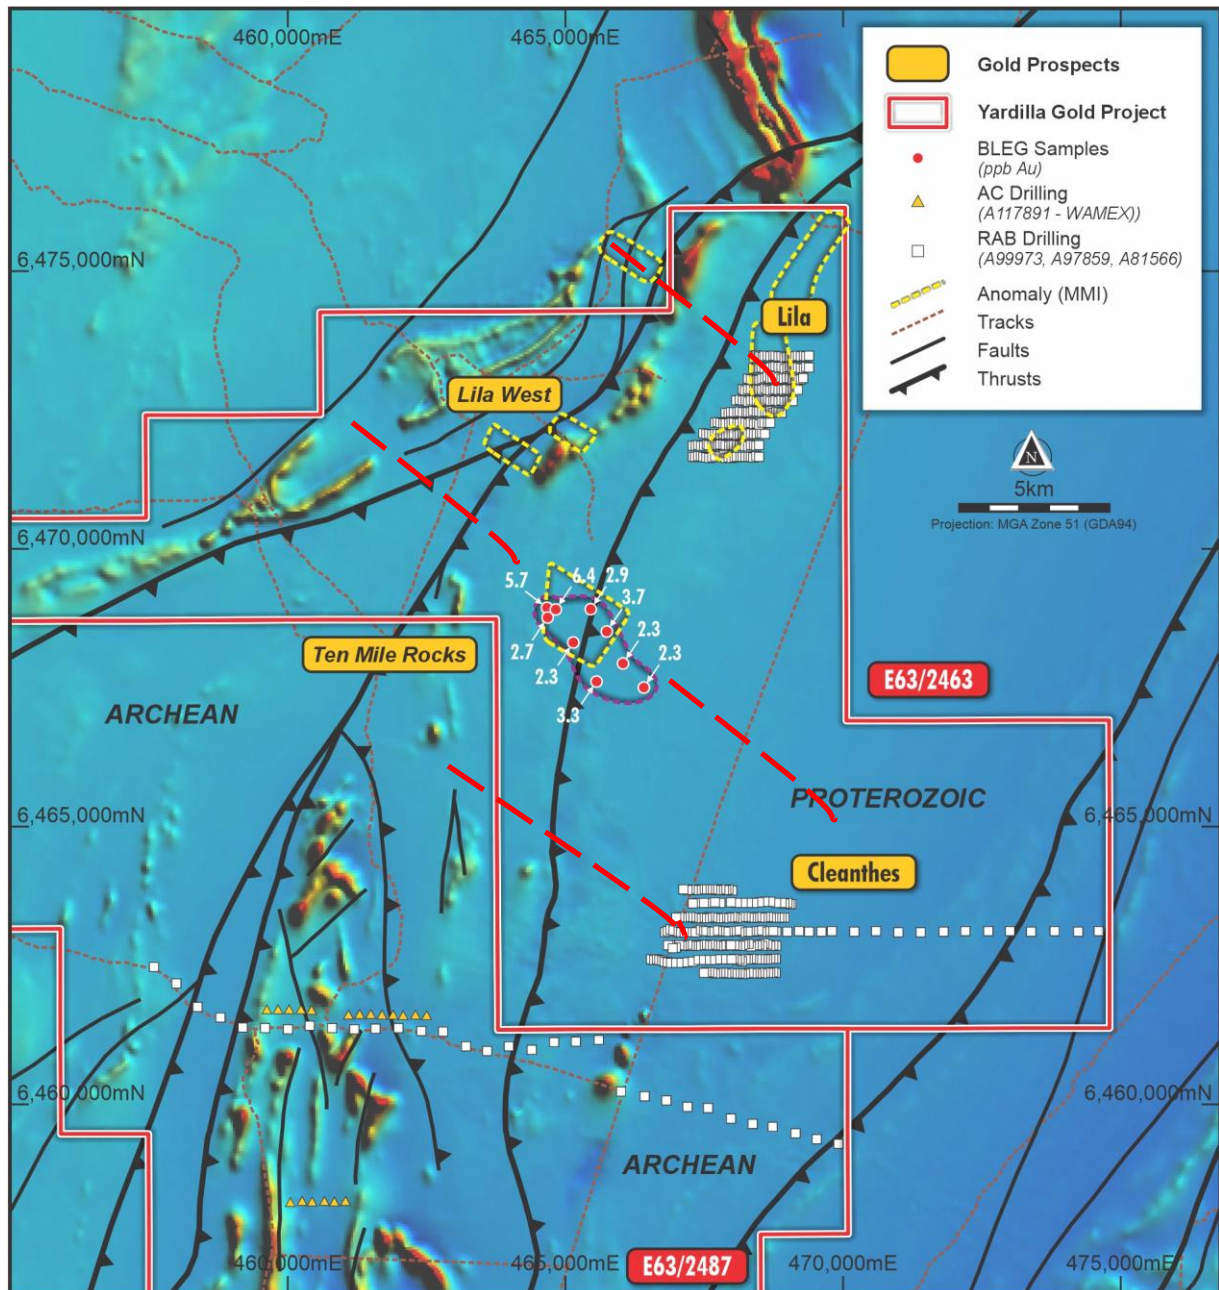 460,000mE
465,000mE
Gold Prospects
Yardilla Gold Project
BLEG Samples
(ppb Au)
AC Drilling
(A117891 - WAMEX))
RAB Drilling
(A99973, A97859, A81566)
Anomaly (MMI)
Tracks
Faults
Thrusts
6,475,000mN
Lila
Lila West
N
5km
Projection: MGA Zone 51 (GDA94)
6,470,000mN
5.7
6.4
2.9
3.7
2.7
2.3
2.3
2.3
3.3
Ten Mile Rocks
E63/2463
ARCHEAN
PROTEROZOIC
6,465,000mN
6,465,000mN
Cleanthes
6,460,000mN
6,460,000mN
ARCHEAN
460,000mE
465,000mE
E63/2487
470,000mE
475,000mE